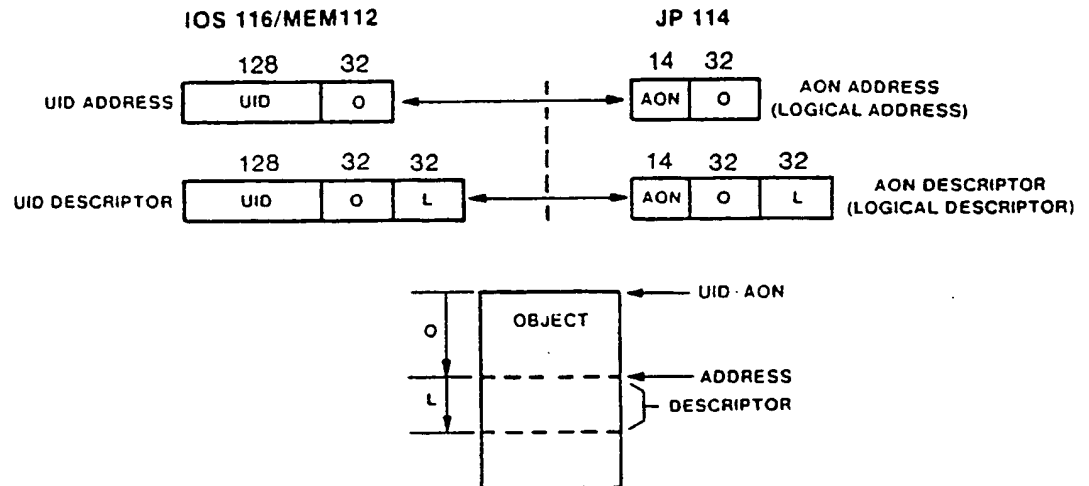 IOS 116/MEM112 JP 114
128 32 14 32
UID ADDRESS UID O AON O AON ADDRESS
(LOGICAL ADDRESS)
128 32 32 14 32 32
UID DESCRIPTOR UID O L AON O L AON DESCRIPTOR
(LOGICAL DESCRIPTOR)
UID·AON
OBJECT
O
ADDRESS
L
DESCRIPTOR